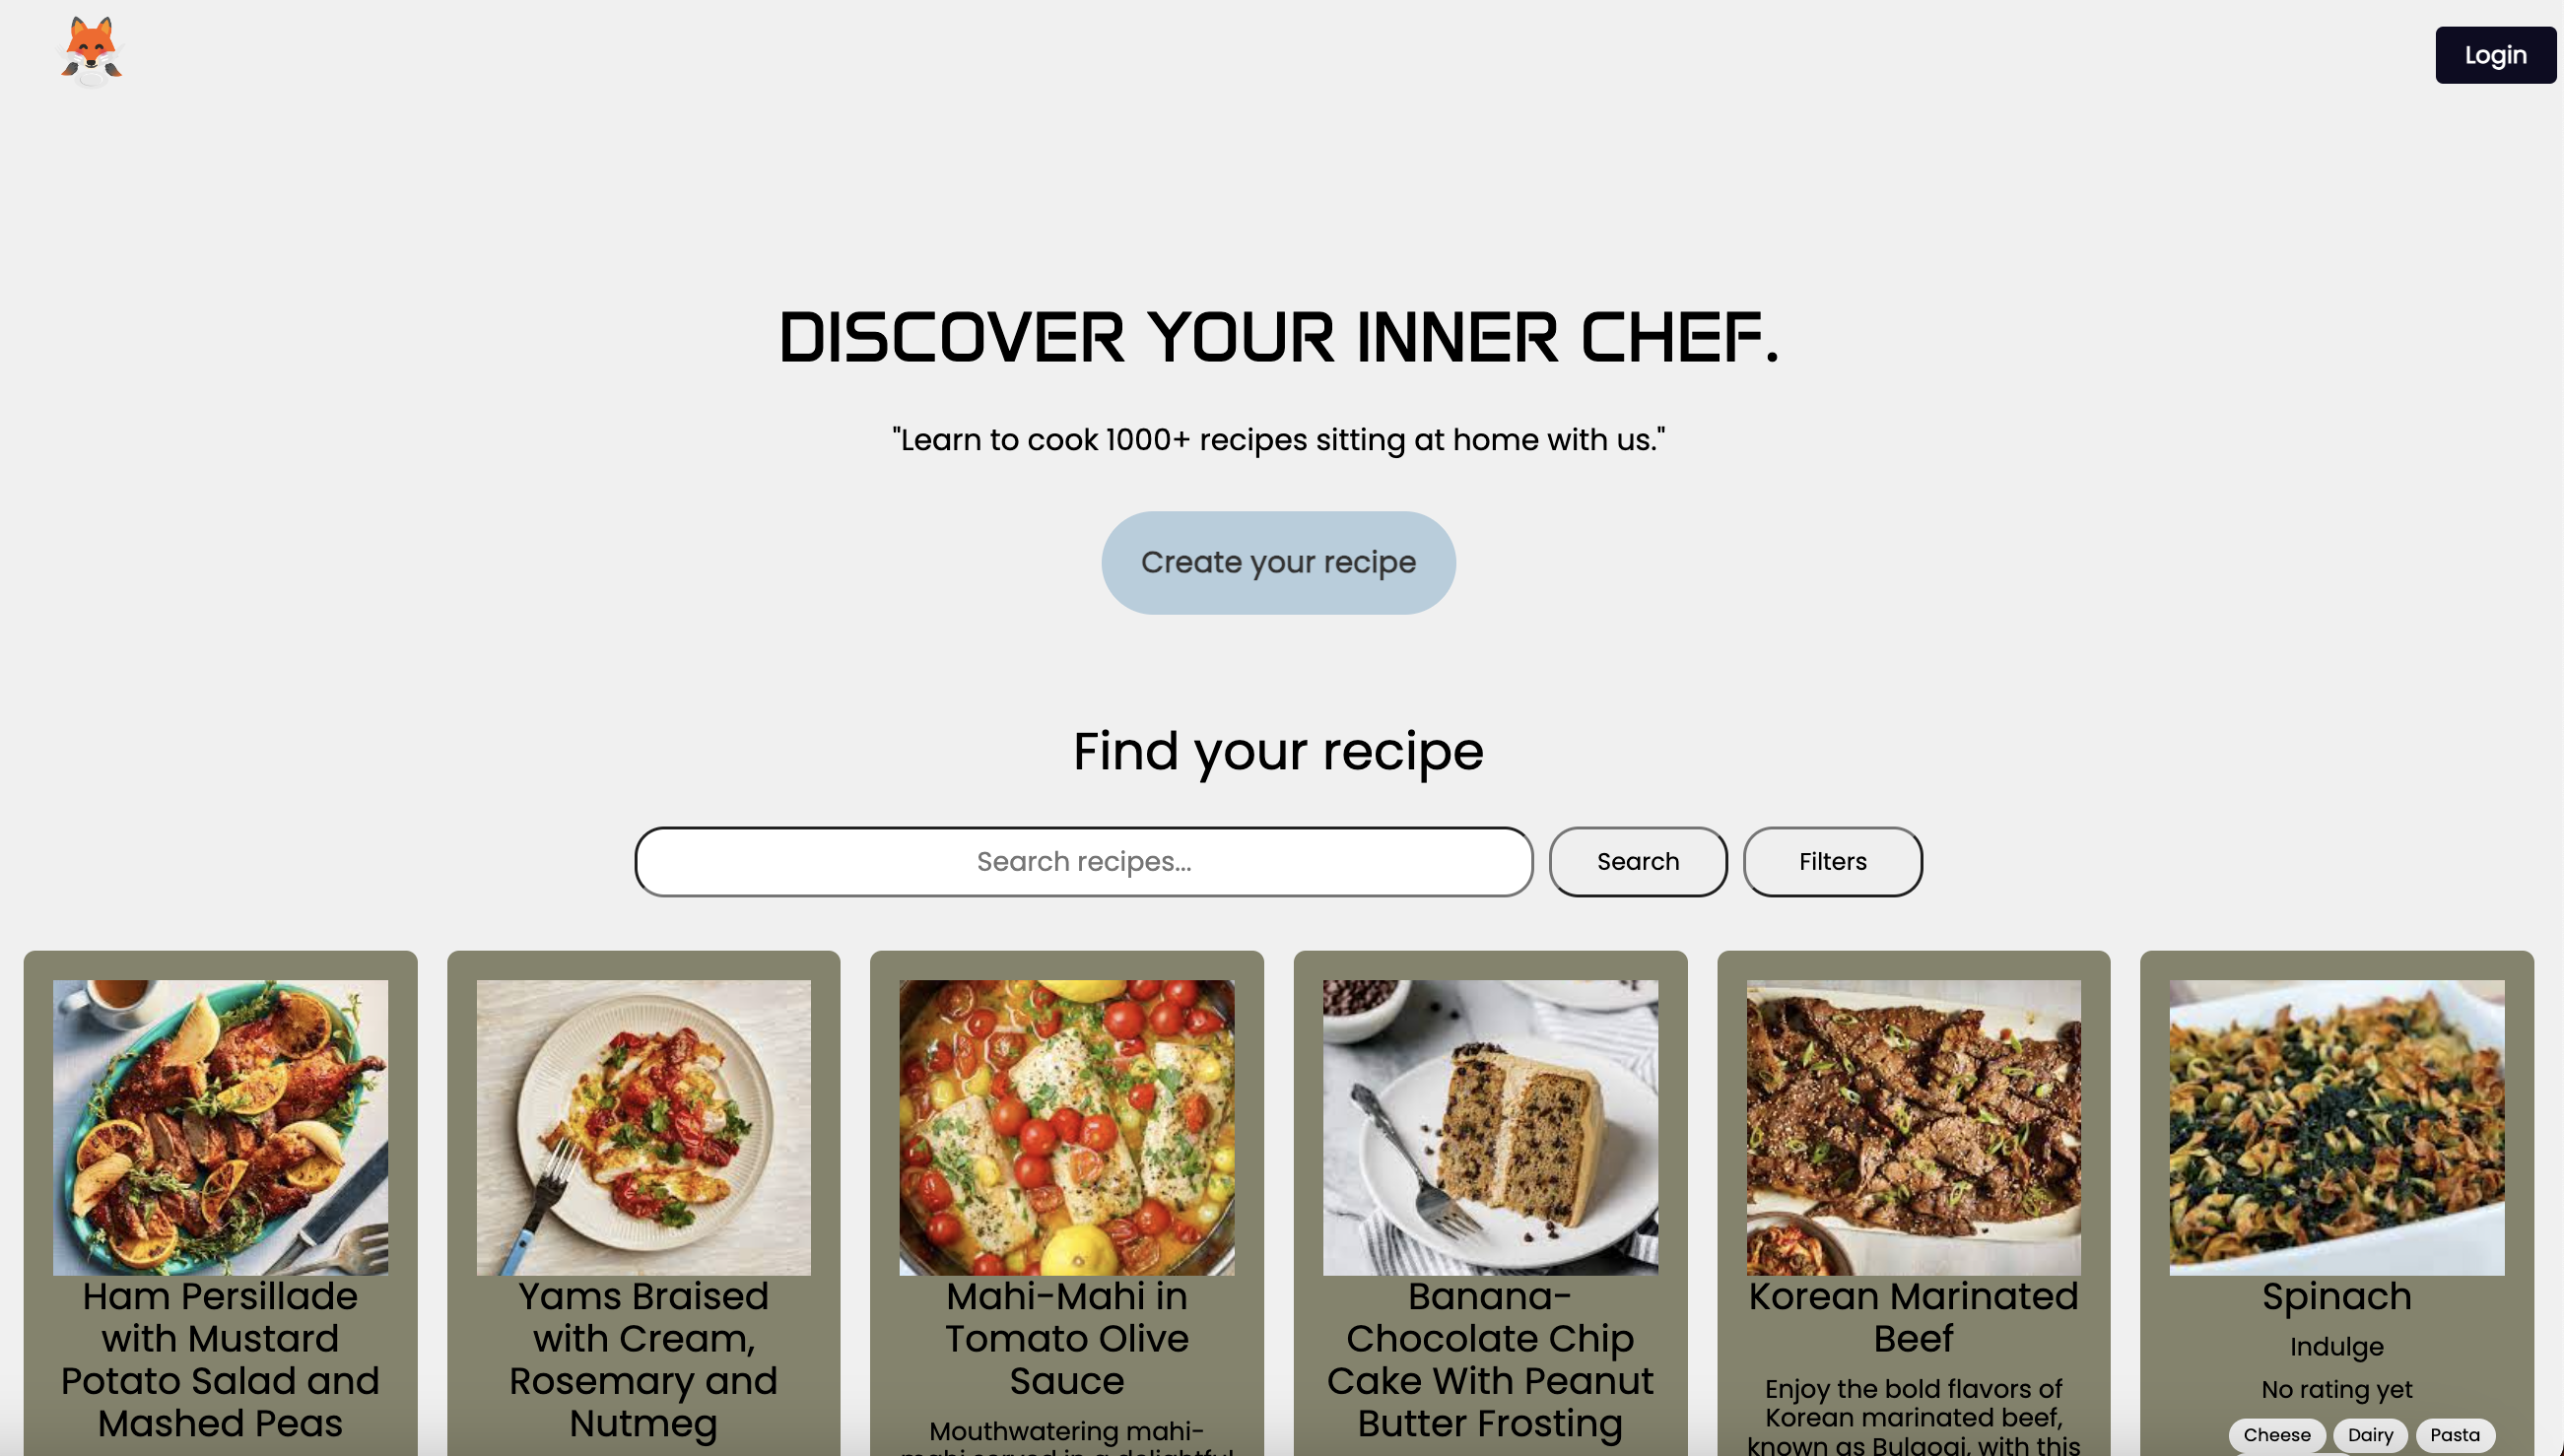 Login
DISCOVER YOUR INNER CHEF.
"Learn to cook 1000+ recipes sitting at home with us."
Create your recipe
Find your recipe
Search recipes...
Search
Filters
Ham Persillade
with Mustard
Potato Salad and
Mashed Peas
Yams Braised
with Cream,
Rosemary and
Nutmeg
Mahi-Mahi in
Tomato Olive
Sauce
Mouthwatering mahi-
mahi served in a delightful
Banana-
Chocolate Chip
Cake With Peanut
Butter Frosting
Korean Marinated
Beef
Enjoy the bold flavors of
Korean marinated beef,
known as Bulgogi, with this
Spinach
Indulge
No rating yet
Cheese
Dairy
Pasta